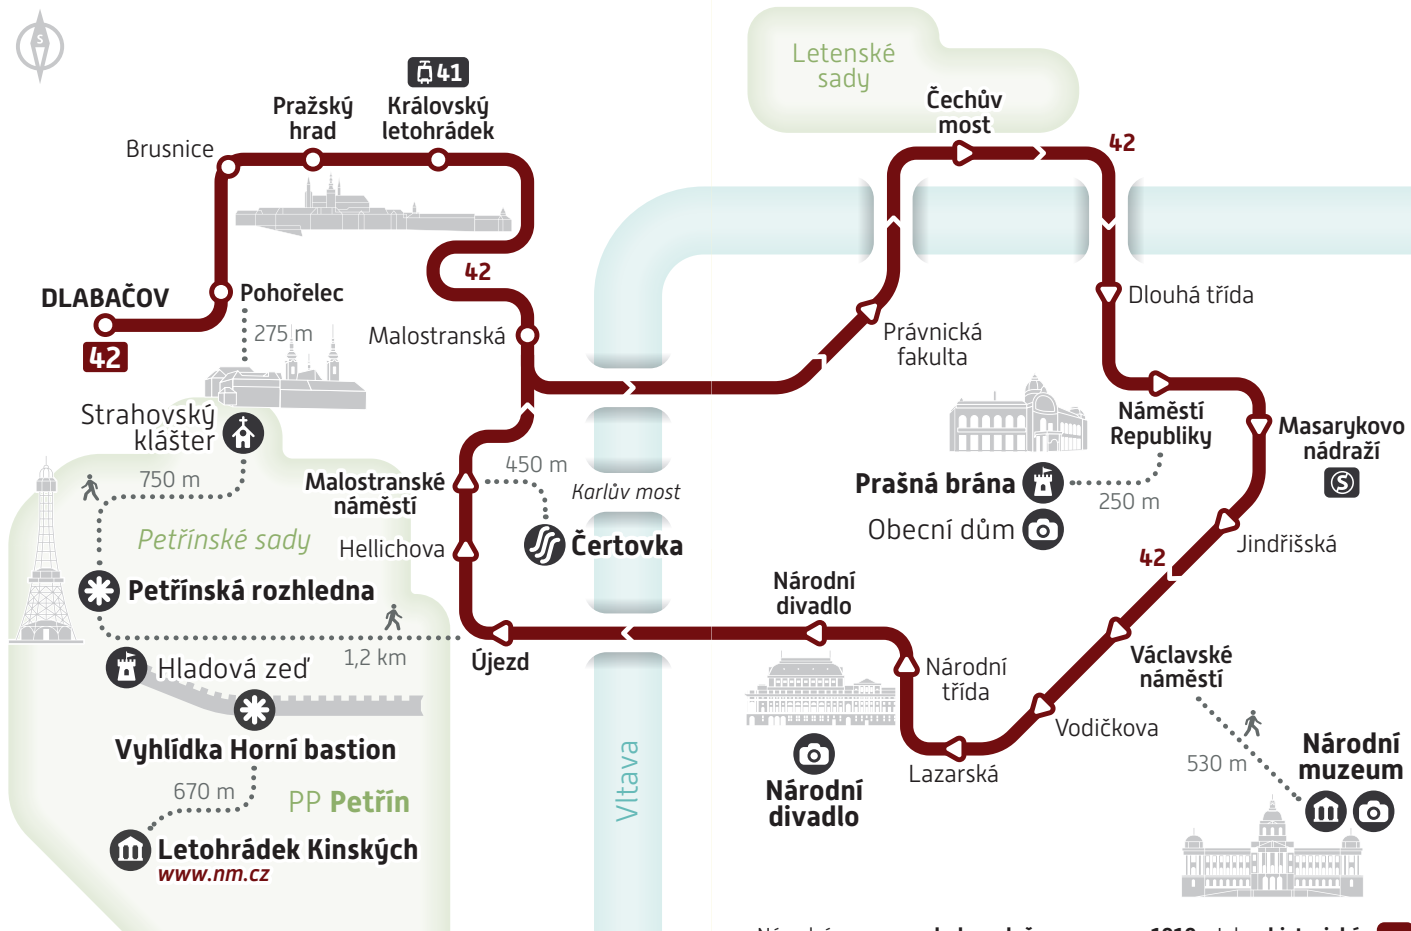 S
41
Pražský
hrad
Královský
letohrádek
Brusnice
Letenské
sady
Čechův
most
42
42
DLABAČOV
42
Pohořelec
275 m
Malostranská
Právnická
fakulta
Dlouhá třída
Strahovský
klášter
750 m
Náměstí
Republiky
Masarykovo
nádraží
S
Malostranské
náměstí
450 m
Karlův most
Prašná brána
250 m
Obecní dům
Petřínské sady
Hellichova
Čertovka
Jindřišská
42
Petřínská rozhledna
Národní
divadlo
1,2 km
Újezd
Hladová zeď
Národní
třída
Václavské
náměstí
Vodičkova
Vyhlídka Horní bastion
Lazarská
670 m
PP Petřín
Vltava
Národní
divadlo
530 m
Národní
muzeum
Letohrádek Kinských
www.nm.cz